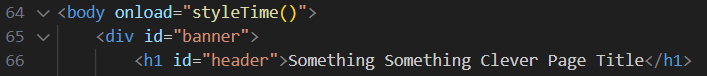 64 <body onload="styleTime()">
65 <div id="banner">
66 <h1 id="header">Something Something Clever Page Title</h1>